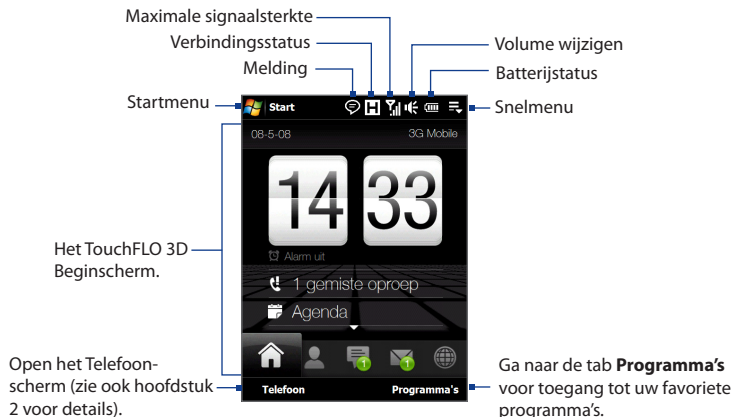 Maximale signaalsterkte
Verbindingsstatus
Melding
Volume wijzigen
Batterijstatus
Startmenu
Start
H
Snelmenu
08-5-08
3G Mobile
14 33
Alarm uit
Het TouchFLO 3D
Beginscherm.
1 gemiste oproep
Agenda
1
1
Open het Telefoon-
scherm (zie ook hoofdstuk
2 voor details).
Telefoon
Programma's
Ga naar de tab Programma's
voor toegang tot uw favoriete
programma's.